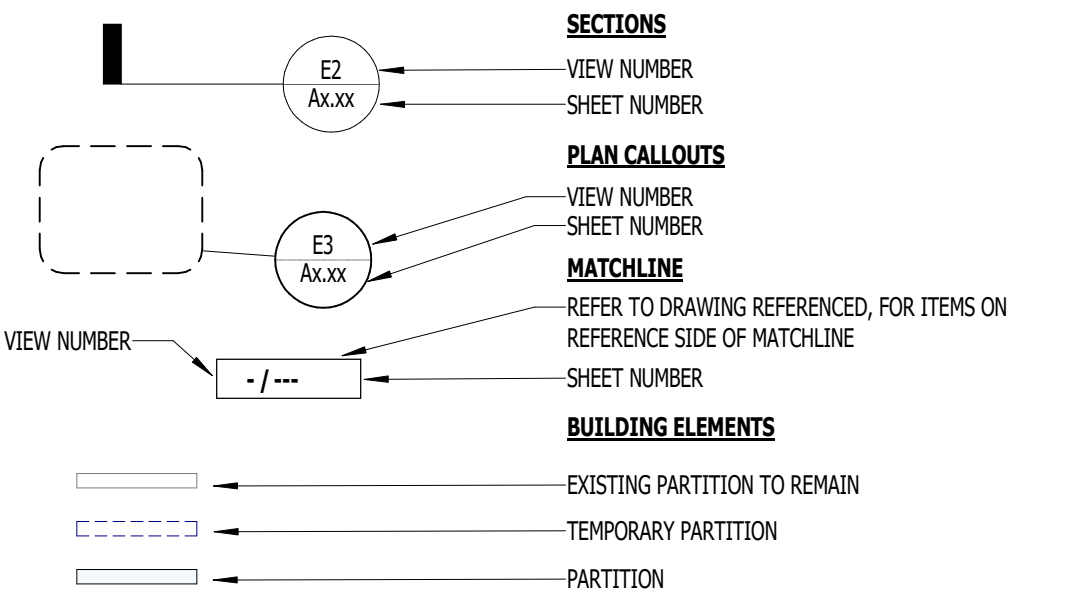 SECTIONS
E2
VIEW NUMBER
Ax.xx
SHEET NUMBER
PLAN CALLOUTS
VIEW NUMBER
SHEET NUMBER
E3
Ax.xx
MATCHLINE
REFER TO DRAWING REFERENCED, FOR ITEMS ON
REFERENCE SIDE OF MATCHLINE
VIEW NUMBER
- / ---
SHEET NUMBER
BUILDING ELEMENTS
EXISTING PARTITION TO REMAIN
TEMPORARY PARTITION
PARTITION